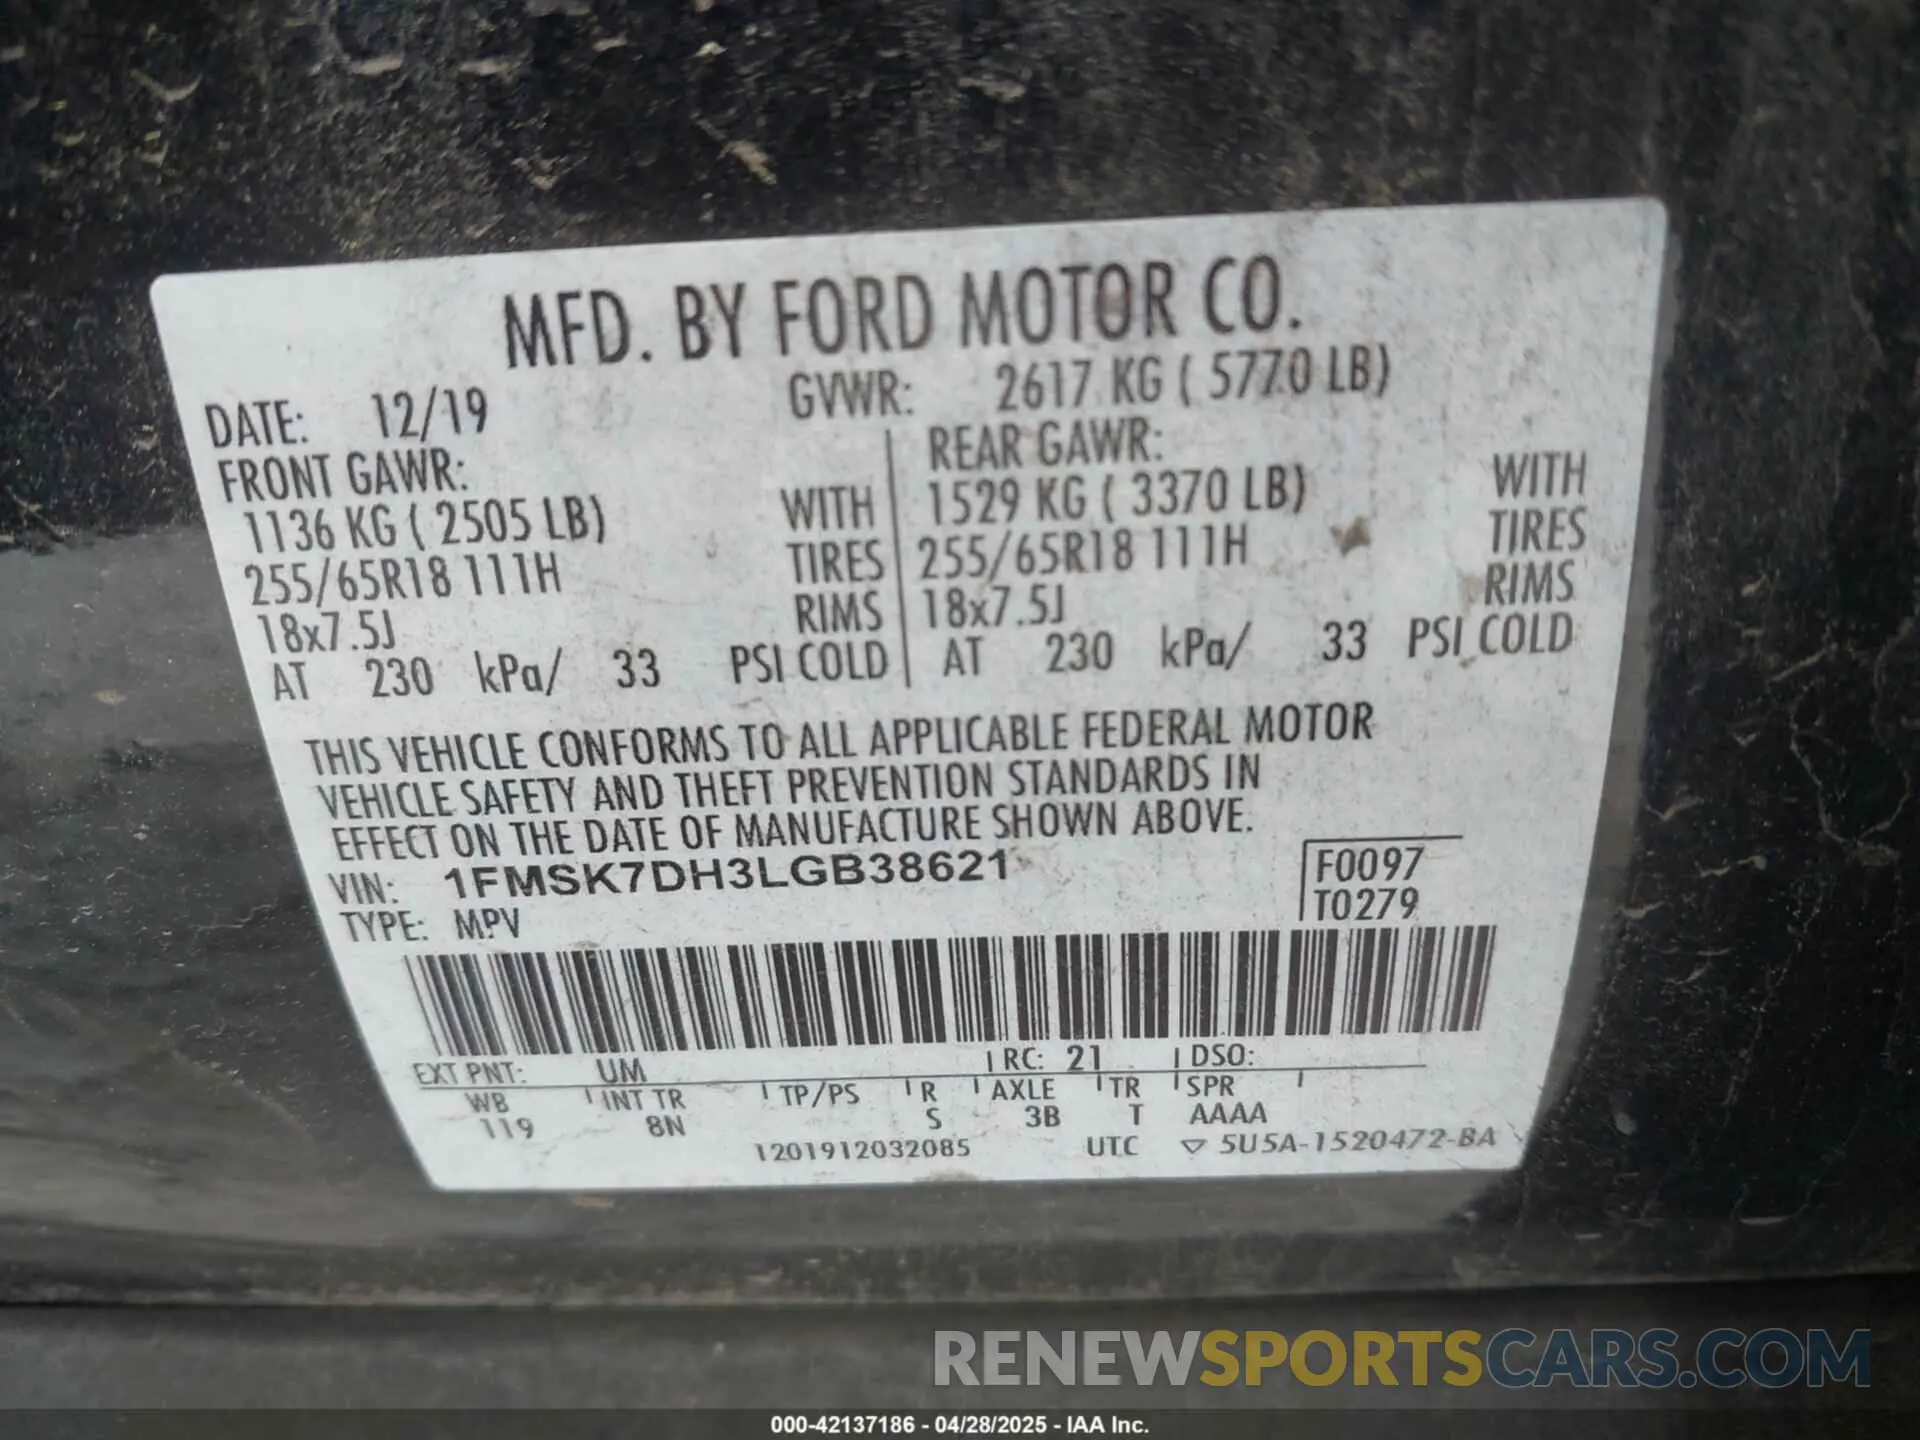 MFD. BY FORD MOTOR CO.
DATE: 12/19 GVWR: 2617 KG ( 5770 LB)
FRONT GAWR: REAR GAWR:
1136 KG ( 2505 LB) WITH 1529 KG ( 3370 LB) WITH
255/65R18 111H TIRES 255/65R18 111H TIRES
18x7.5J RIMS 18x7.5J RIMS
AT 230 kPa/ 33 PSI COLD AT 230 kPa/ 33 PSI COLD
THIS VEHICLE CONFORMS TO ALL APPLICABLE FEDERAL MOTOR
VEHICLE SAFETY AND THEFT PREVENTION STANDARDS IN
EFFECT ON THE DATE OF MANUFACTURE SHOWN ABOVE.
VIN: 1FMSK7DH3LGB38621 F0097
TYPE: MPV T0279
EXT PNT: UM RC: 21 DSO:
WB INT TR TP/PS R AXLE TR SPR
119 8N S 3B T AAAA
1201912032085 UTC ▽ 5U5A-1520472-BA
RENEWSPORTSCARS.COM
000-42137186 - 04/28/2025 - IAA Inc.